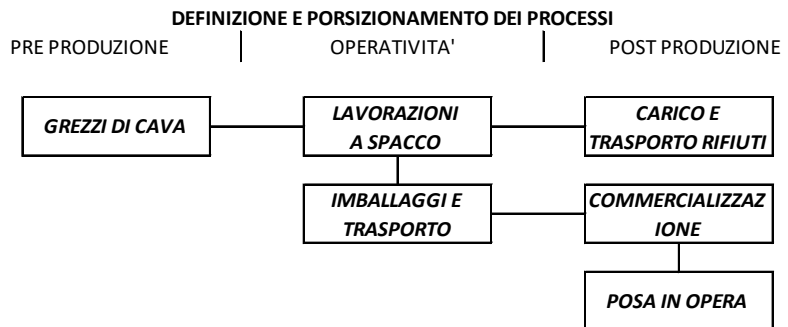 DEFINIZIONE E PORSIZIONAMENTO DEI PROCESSI
PRE PRODUZIONE
OPERATIVITA'
POST PRODUZIONE
GREZZI DI CAVA
LAVORAZIONI
A SPACCO
CARICO E
TRASPORTO RIFIUTI
IMBALLAGGI E
TRASPORTO
COMMERCIALIZZAZ
IONE
POSA IN OPERA